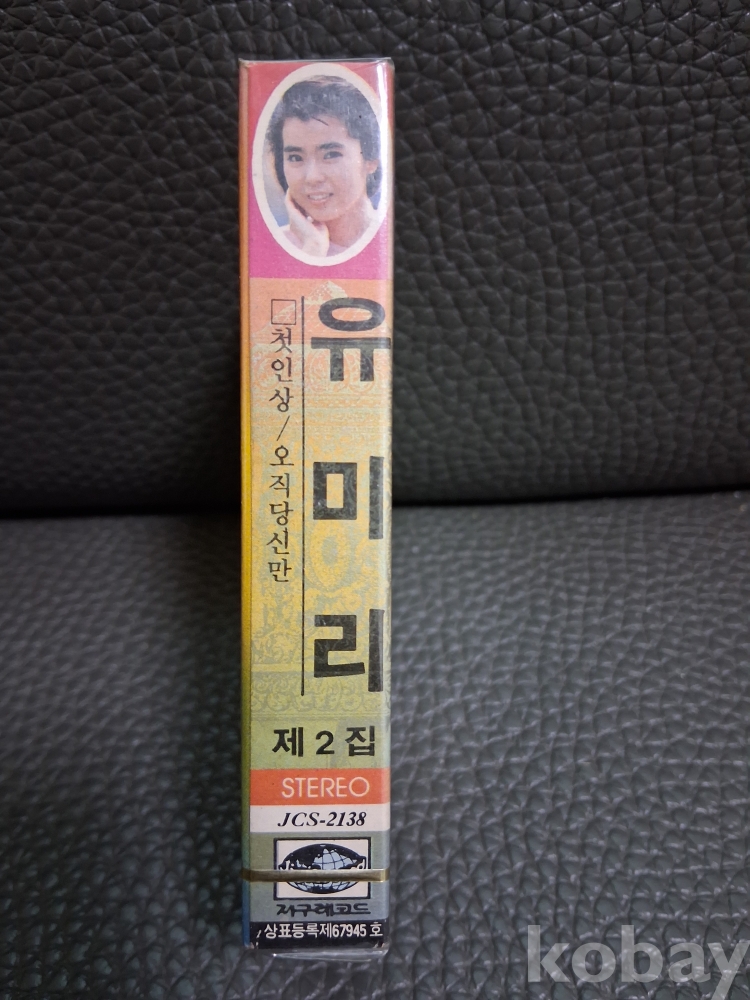 유미리
□첫인상/오직당신만
제2집
STEREO
JCS-2138
지구레코드
상표등록제67945호
kobay